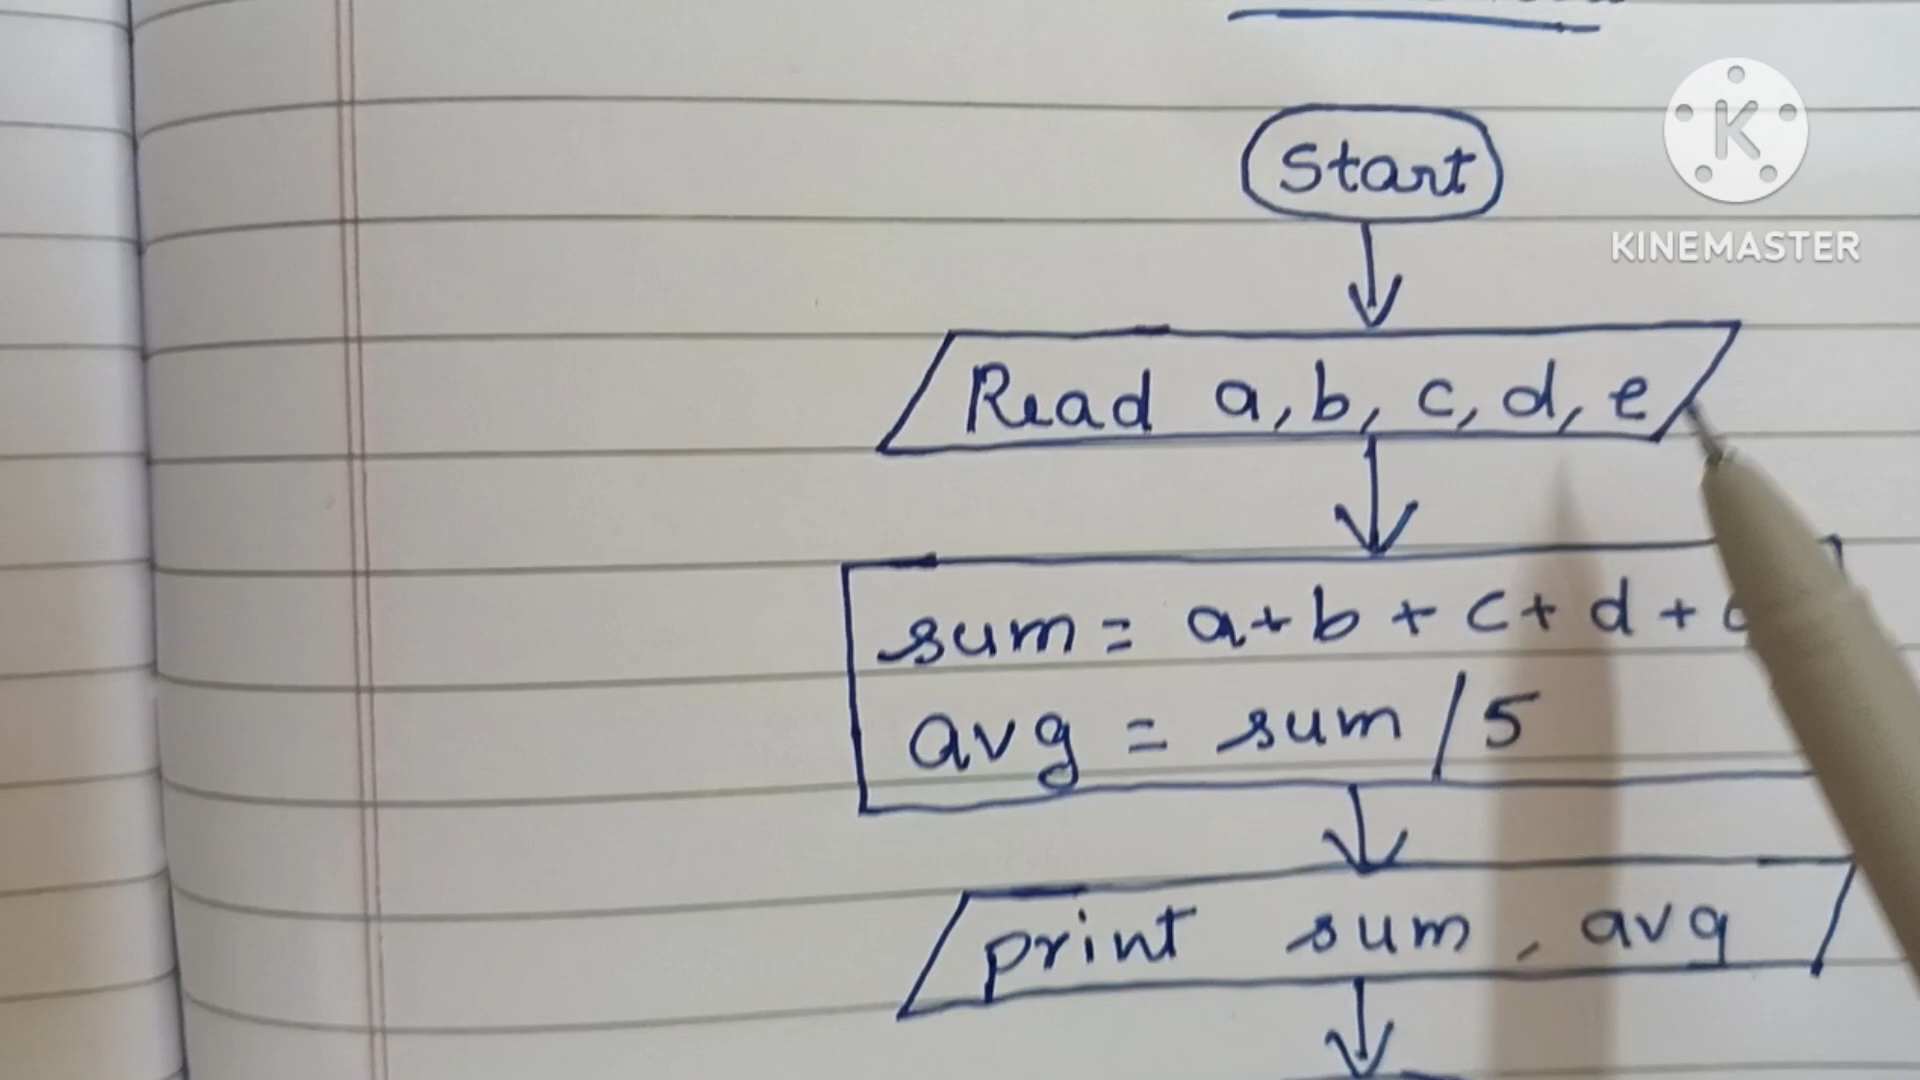 Start
K
KINEMASTER
Read a, b, c, d, e
sum = a + b + c + d +
avg = sum / 5
print sum, avg